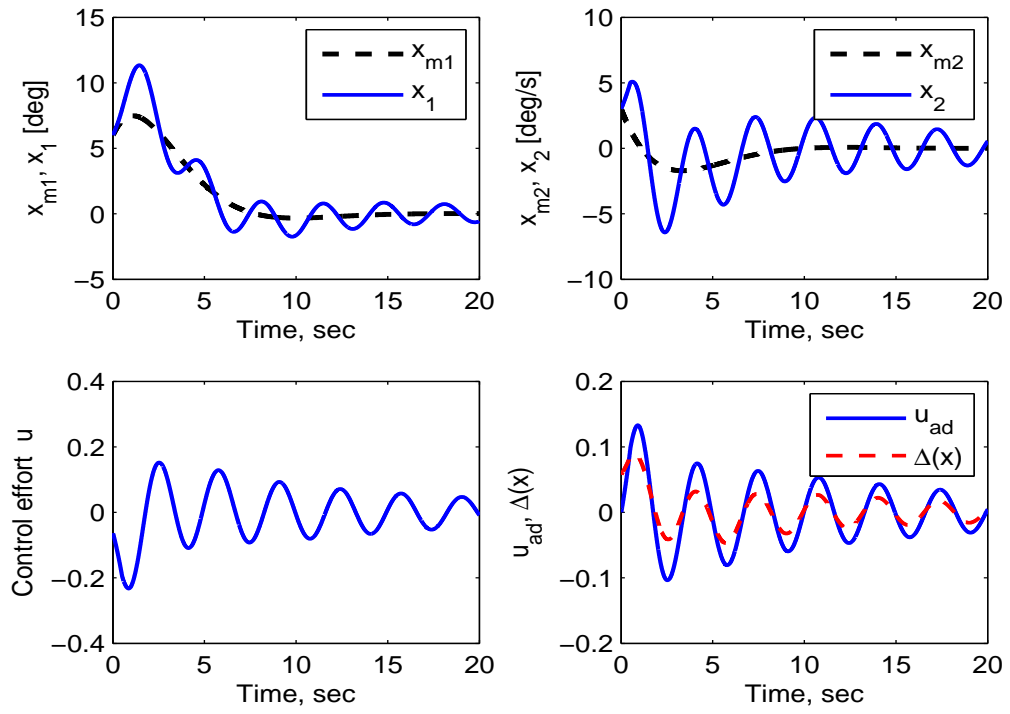 15
10
5
0
−5
x_m1, x_1 [deg]
x_m1
x_1
0 5 10 15 20
Time, sec
10
5
0
−5
−10
x_m2, x_2 [deg/s]
x_m2
x_2
0 5 10 15 20
Time, sec
0.4
0.2
0
−0.2
−0.4
Control effort u
0 5 10 15 20
Time, sec
0.2
0.1
0
−0.1
−0.2
u_ad, Δ(x)
u_ad
Δ(x)
0 5 10 15 20
Time, sec